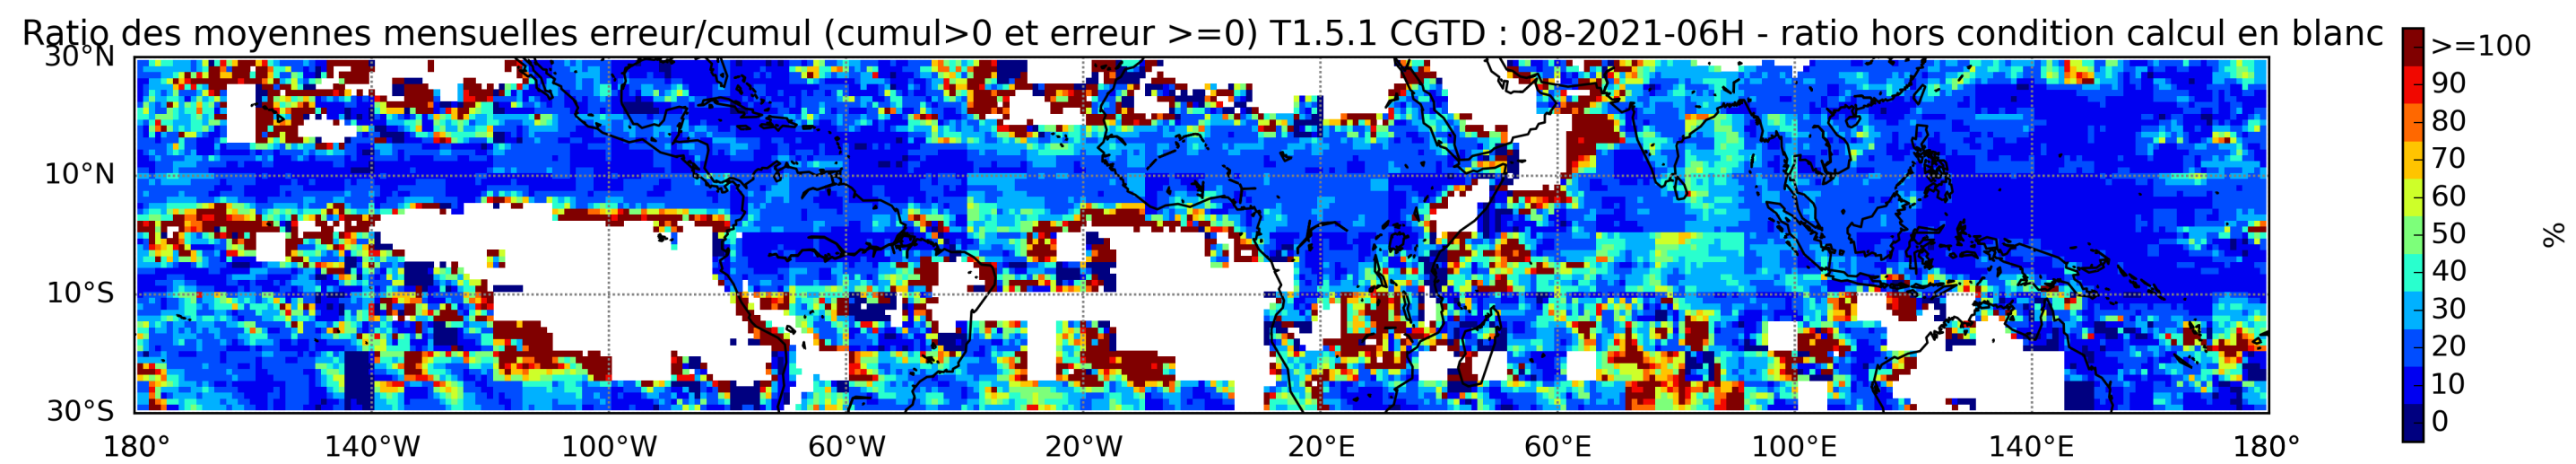 Ratio des moyennes mensuelles erreur/cumul (cumul>0 et erreur >=0) T1.5.1 CGTD : 08-2021-06H - ratio hors condition calcul en blanc
30°N
10°N
10°S
30°S
180°
140°W
100°W
60°W
20°W
20°E
60°E
100°E
140°E
180°
>=100
90
80
70
60
50
40
30
20
10
0
%